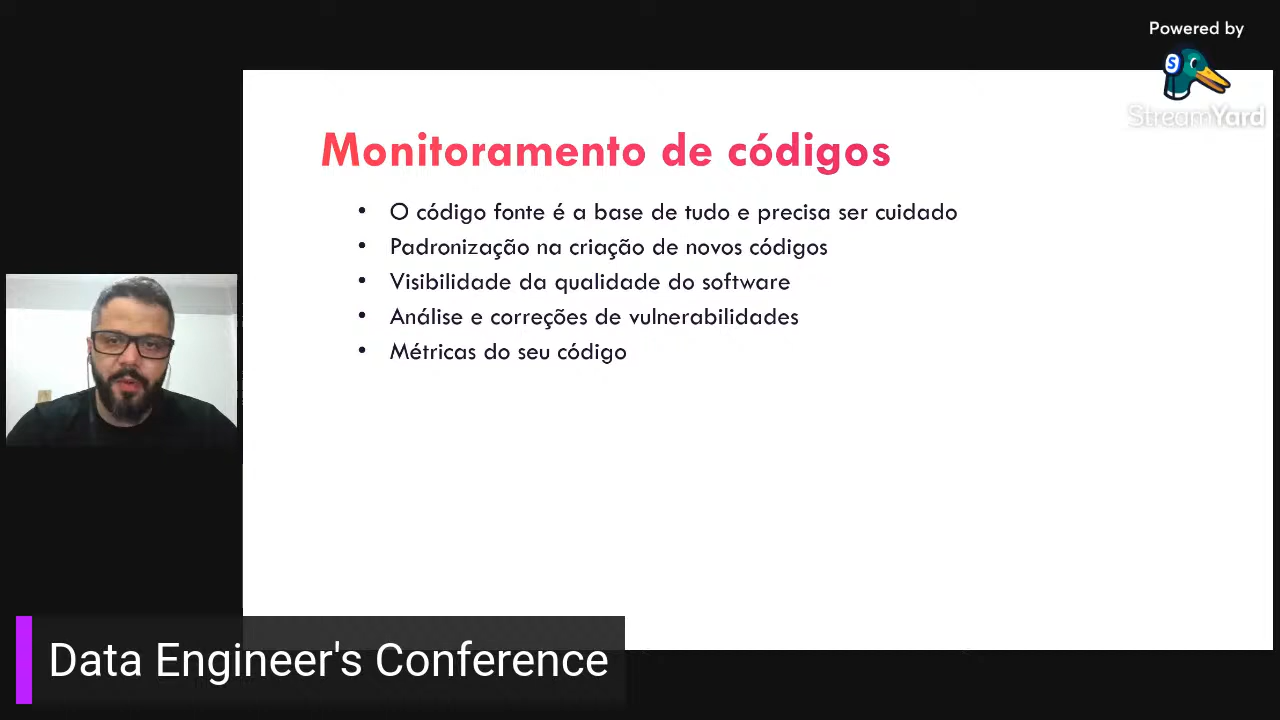 Powered by
StreamYard
Monitoramento de códigos
• O código fonte é a base de tudo e precisa ser cuidado
• Padronização na criação de novos códigos
• Visibilidade da qualidade do software
• Análise e correções de vulnerabilidades
• Métricas do seu código
Data Engineer's Conference